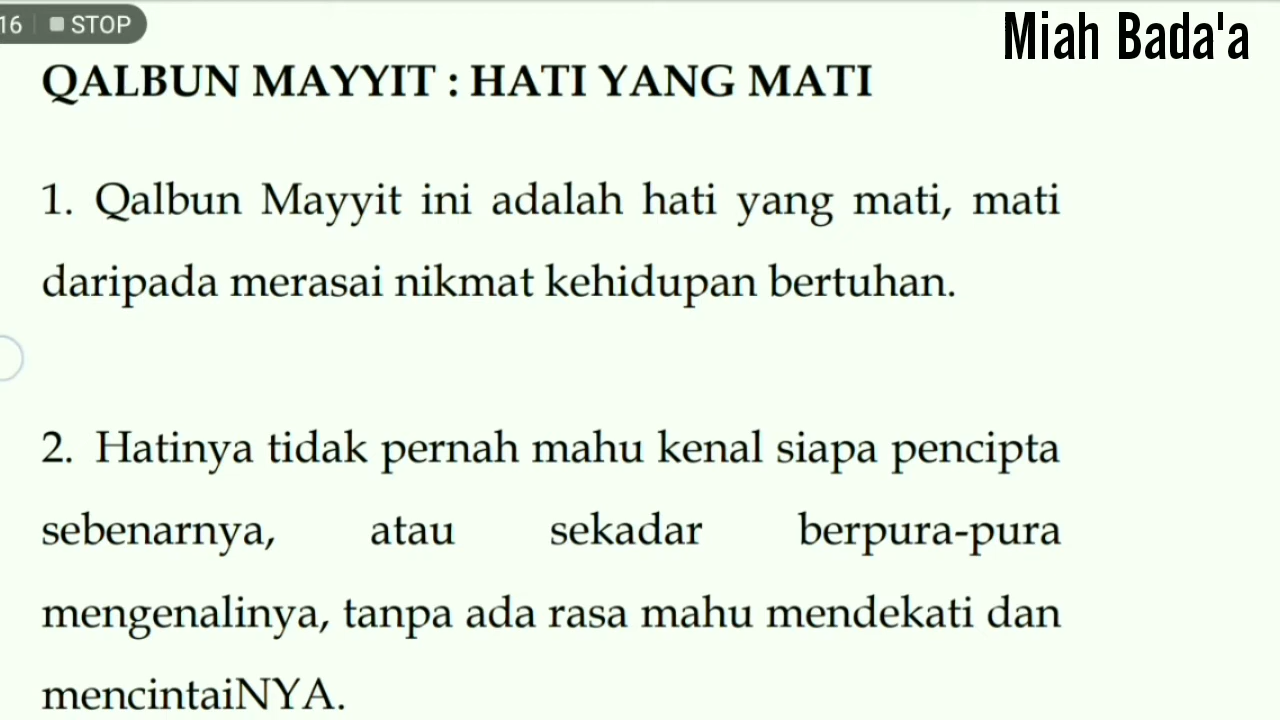 16 STOP
Miah Bada'a
QALBUN MAYYIT : HATI YANG MATI
1. Qalbun Mayyit ini adalah hati yang mati, mati
daripada merasai nikmat kehidupan bertuhan.
2. Hatinya tidak pernah mahu kenal siapa pencipta
sebenarnya, atau sekadar berpura-pura
mengenalinya, tanpa ada rasa mahu mendekati dan
mencintaiNYA.